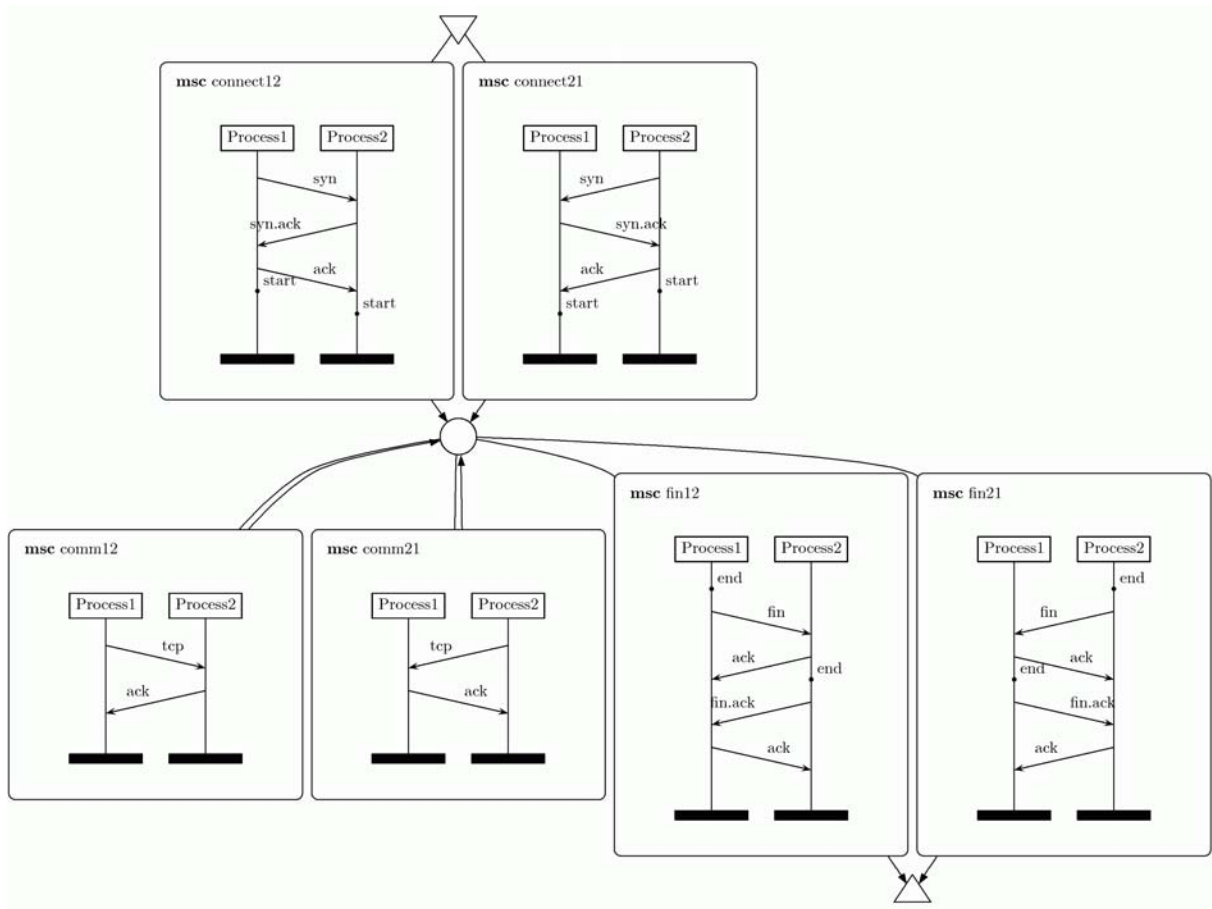 msc connect12
Process1 Process2
syn
syn.ack
ack
start
start
msc connect21
Process1 Process2
syn
syn.ack
ack
start
start
msc comm12
Process1 Process2
tcp
ack
msc comm21
Process1 Process2
tcp
ack
msc fin12
Process1 Process2
end
fin
ack
end
fin.ack
ack
msc fin21
Process1 Process2
end
fin
ack
end
fin.ack
ack